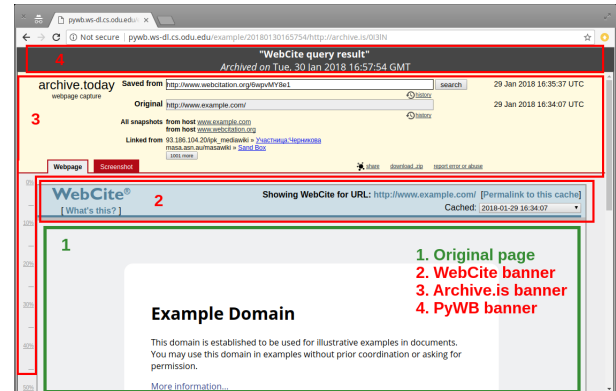 pywb.ws-dl.cs.odu.edu/
Not secure | pywb.ws-dl.cs.odu.edu/example/20180130165754/http://archive.is/0I3lN
4
"WebCite query result"
Archived on Tue, 30 Jan 2018 16:57:54 GMT
archive.today
webpage capture
Saved from http://www.webcitation.org/6wpvMY8e1 search 29 Jan 2018 16:35:37 UTC
history
Original http://www.example.com/ 29 Jan 2018 16:34:07 UTC
history
3
All snapshots from host www.example.com
from host www.webcitation.org
Linked from 93.186.104.20/ipk_mediawiki » Участница:Черникова
masa.asn.au/masawiki » Sand Box
1001 more
Webpage Screenshot share download .zip report error or abuse
0%
10%
20%
30%
40%
50%
WebCite®
[ What's this? ]
2
Showing WebCite for URL: http://www.example.com/ [Permalink to this cache]
Cached: 2018-01-29 16:34:07
1
1. Original page
2. WebCite banner
3. Archive.is banner
4. PyWB banner
Example Domain
This domain is established to be used for illustrative examples in documents.
You may use this domain in examples without prior coordination or asking for
permission.
More information...